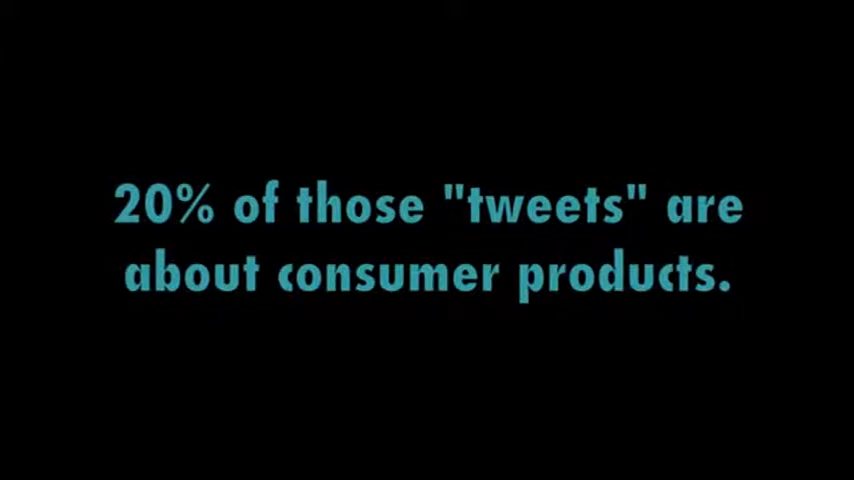 20% of those "tweets" are
about consumer products.